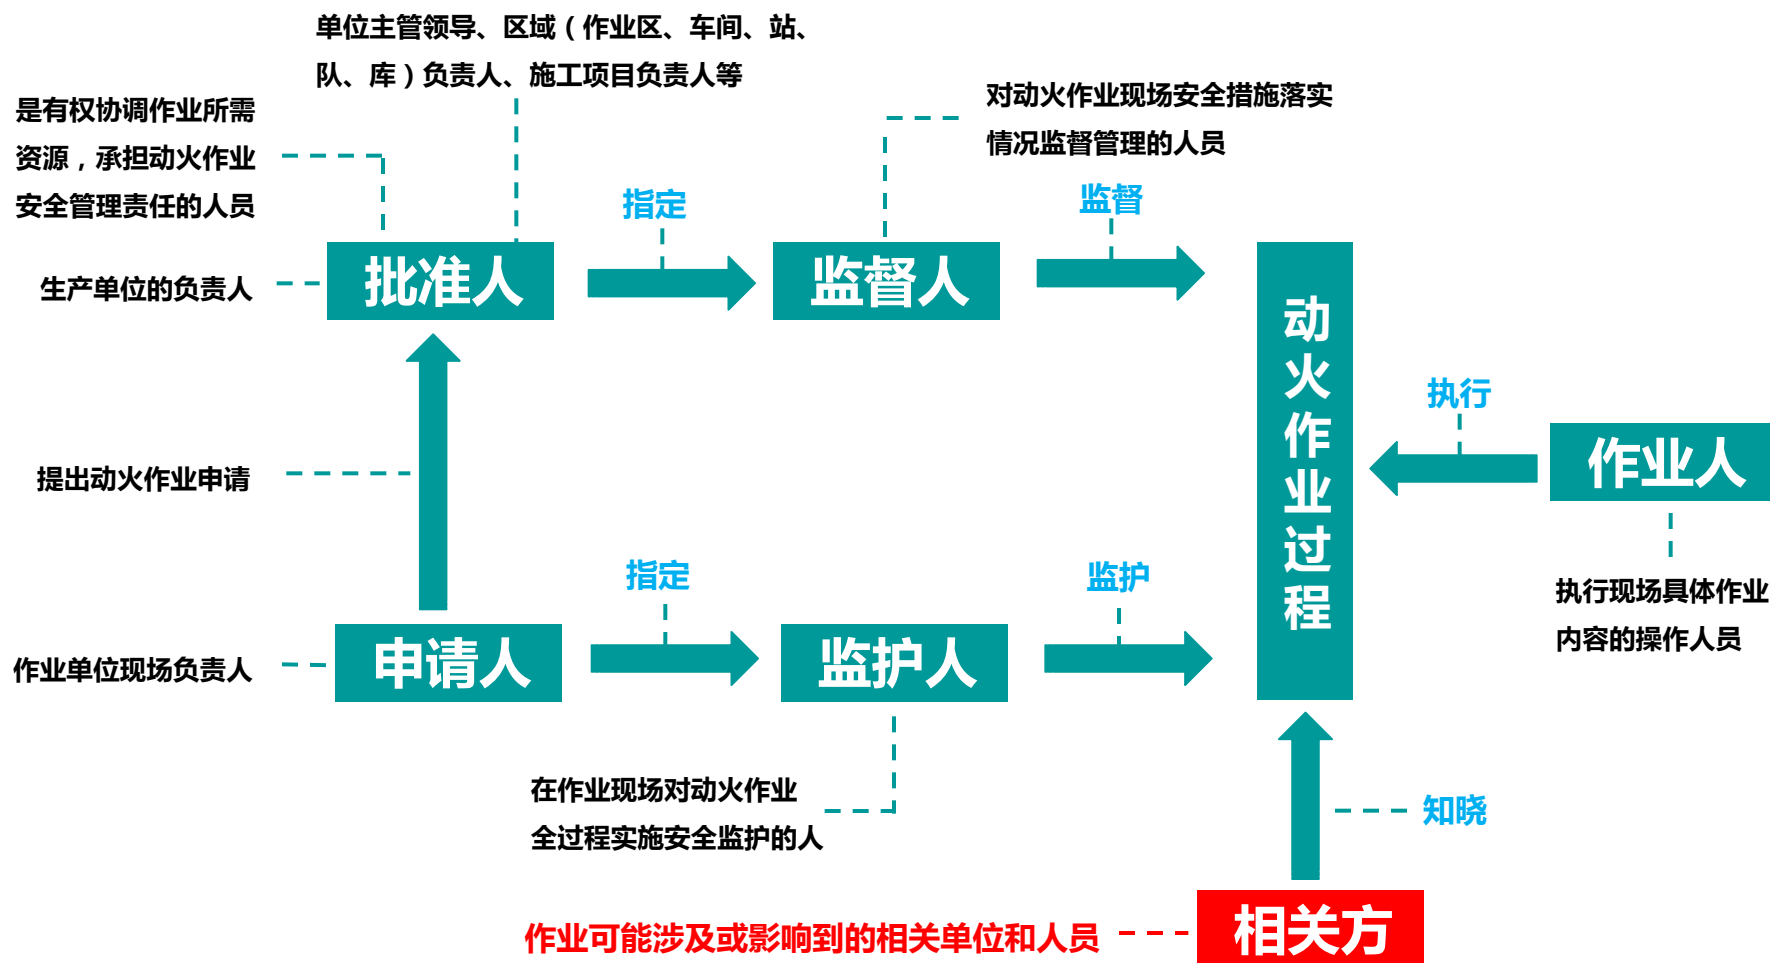 单位主管领导、区域（作业区、车间、站、
队、库）负责人、施工项目负责人等
是有权协调作业所需
资源，承担动火作业
安全管理责任的人员
对动火作业现场安全措施落实
情况监督管理的人员
指定
监督
生产单位的负责人
批准人
监督人
动火作业过程
执行
作业人
提出动火作业申请
执行现场具体作业
内容的操作人员
指定
监护
作业单位现场负责人
申请人
监护人
在作业现场对动火作业
全过程实施安全监护的人
知晓
作业可能涉及或影响到的相关单位和人员
相关方